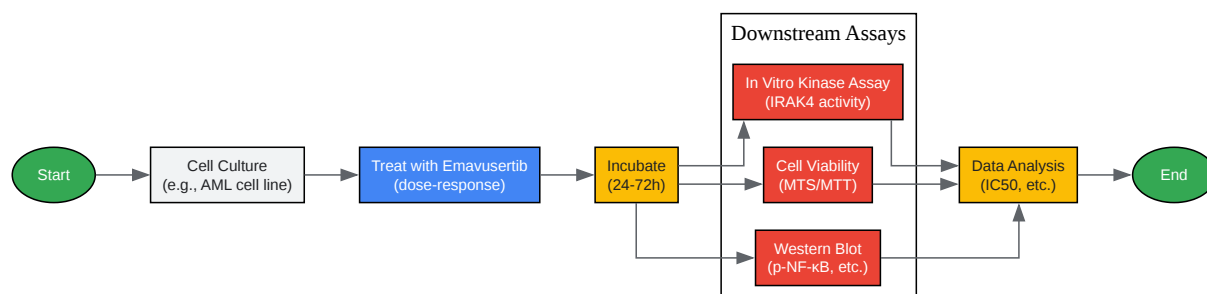 Start
Cell Culture
(e.g., AML cell line)
Treat with Emavusertib
(dose-response)
Incubate
(24-72h)
Downstream Assays
In Vitro Kinase Assay
(IRAK4 activity)
Cell Viability
(MTS/MTT)
Western Blot
(p-NF-κB, etc.)
Data Analysis
(IC50, etc.)
End